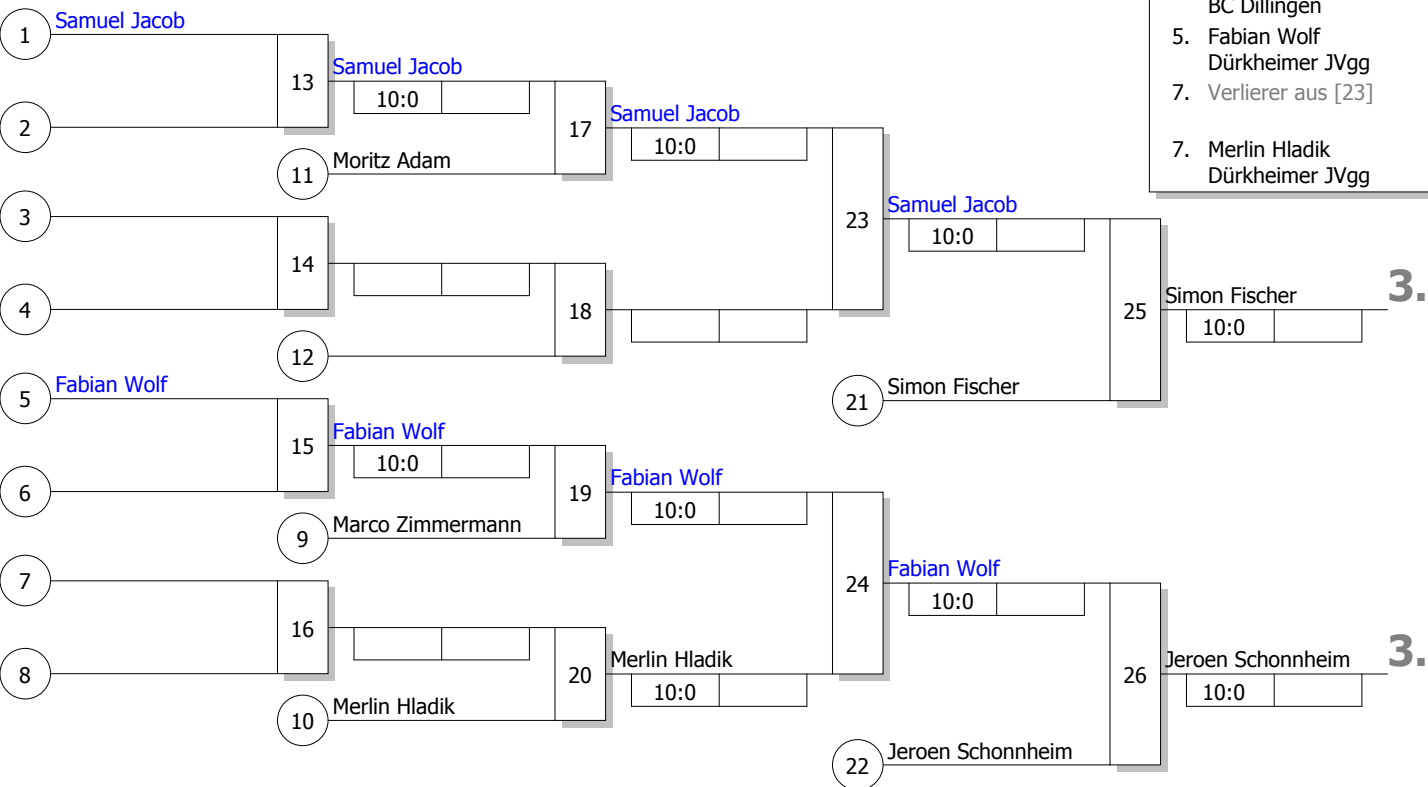 BC Dillingen
5. Fabian Wolf
Dürkheimer JVgg
7. Verlierer aus [23]
7. Merlin Hladik
Dürkheimer JVgg
1 Samuel Jacob
13 Samuel Jacob
10:0
2
17 Samuel Jacob
10:0
11 Moritz Adam
3
23 Samuel Jacob
10:0
14
4
18
25 Simon Fischer 3.
10:0
12
5 Fabian Wolf
21 Simon Fischer
15 Fabian Wolf
10:0
6
19 Fabian Wolf
10:0
9 Marco Zimmermann
7
24 Fabian Wolf
10:0
16
8
20 Merlin Hladik
10:0
26 Jeroen Schonnheim 3.
10:0
10 Merlin Hladik
22 Jeroen Schonnheim